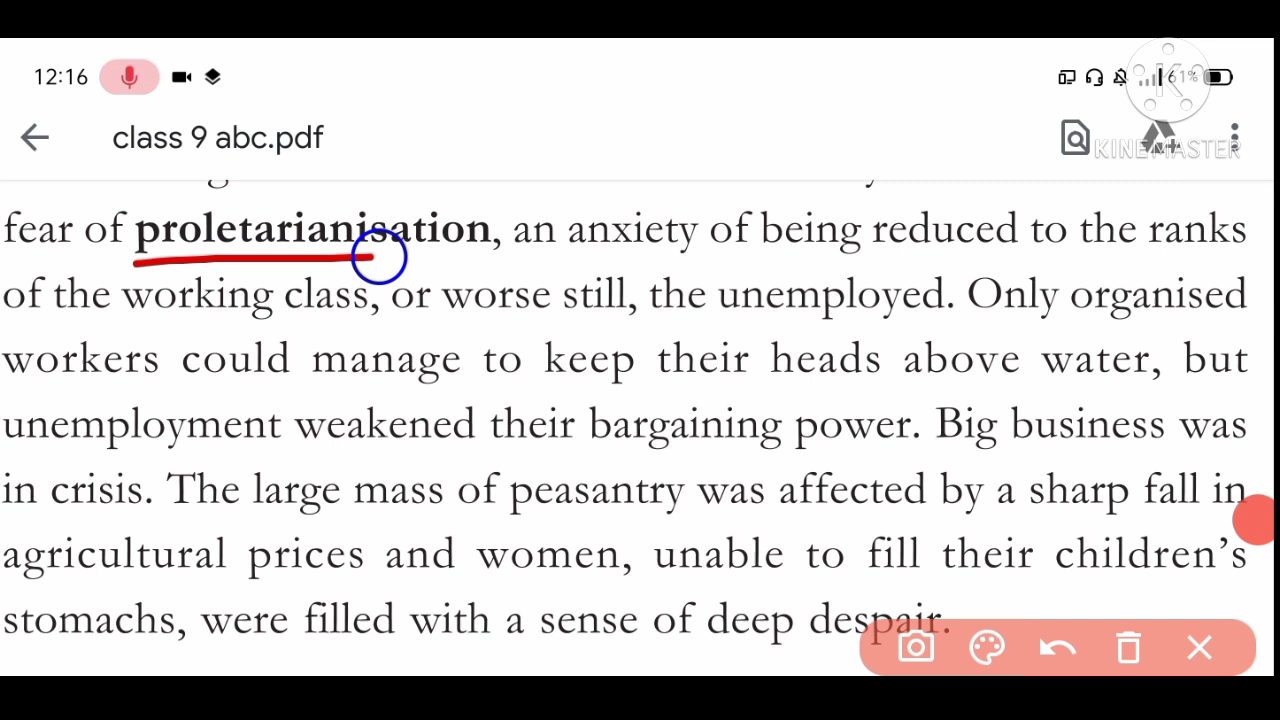 12:16
61%
class 9 abc.pdf
KINEMASTER
fear of proletarianisation, an anxiety of being reduced to the ranks
of the working class, or worse still, the unemployed. Only organised
workers could manage to keep their heads above water, but
unemployment weakened their bargaining power. Big business was
in crisis. The large mass of peasantry was affected by a sharp fall in
agricultural prices and women, unable to fill their children’s
stomachs, were filled with a sense of deep despair.